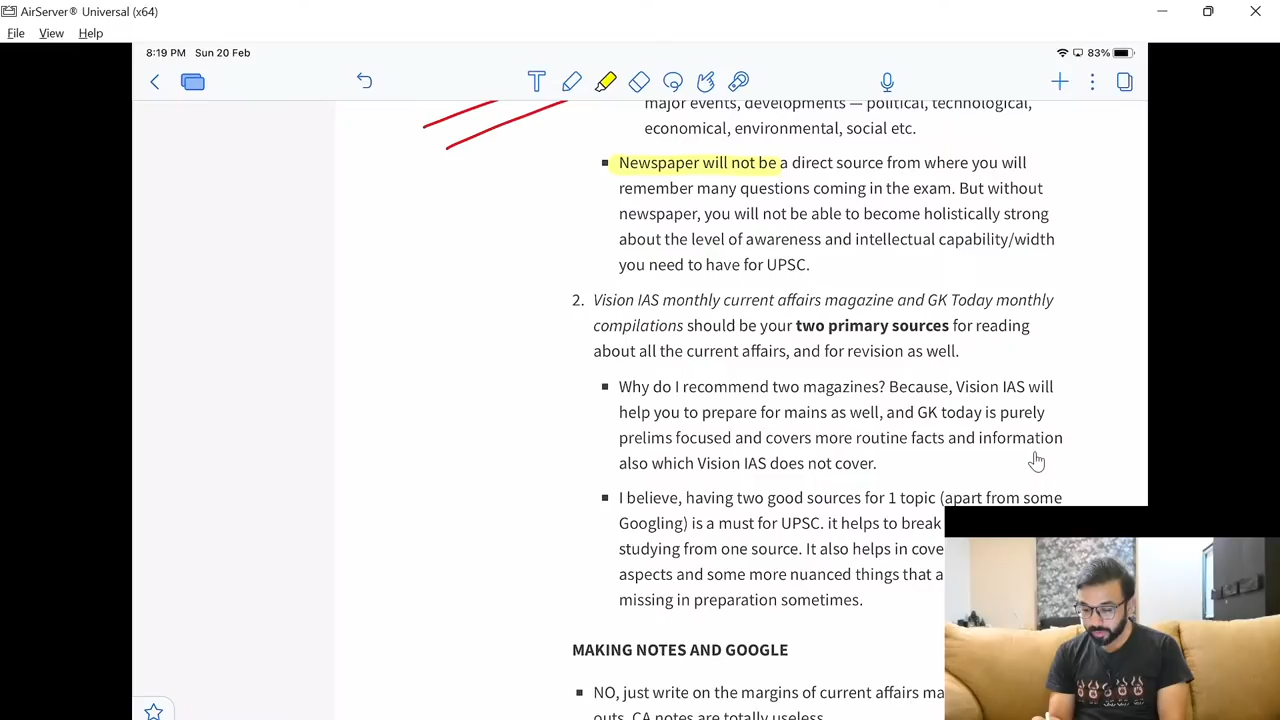 AirServer® Universal (x64)
File View Help
8:19 PM Sun 20 Feb
83%
major events, developments — political, technological,
economical, environmental, social etc.
▪ Newspaper will not be a direct source from where you will
remember many questions coming in the exam. But without
newspaper, you will not be able to become holistically strong
about the level of awareness and intellectual capability/width
you need to have for UPSC.
2. Vision IAS monthly current affairs magazine and GK Today monthly
compilations should be your two primary sources for reading
about all the current affairs, and for revision as well.
▪ Why do I recommend two magazines? Because, Vision IAS will
help you to prepare for mains as well, and GK today is purely
prelims focused and covers more routine facts and information
also which Vision IAS does not cover.
▪ I believe, having two good sources for 1 topic (apart from some
Googling) is a must for UPSC. it helps to break
studying from one source. It also helps in cove
aspects and some more nuanced things that a
missing in preparation sometimes.
MAKING NOTES AND GOOGLE
▪ NO, just write on the margins of current affairs ma
outs. CA notes are totally useless